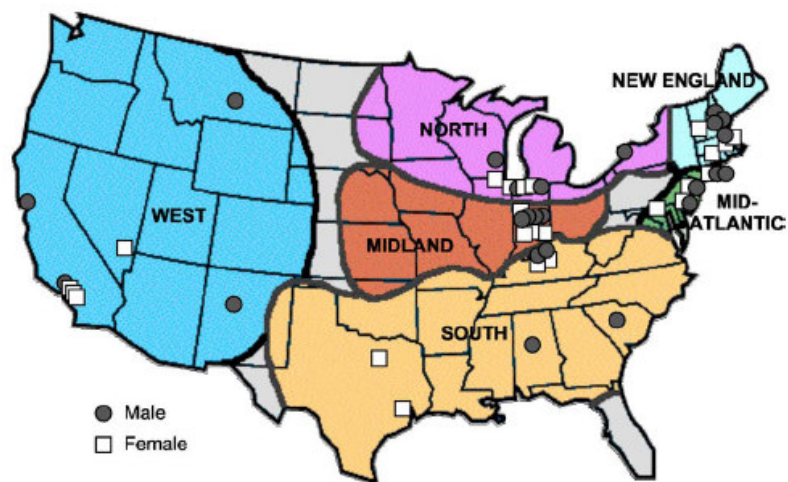 NEW ENGLAND
NORTH
WEST
MID-
ATLANTIC
MIDLAND
SOUTH
Male
Female